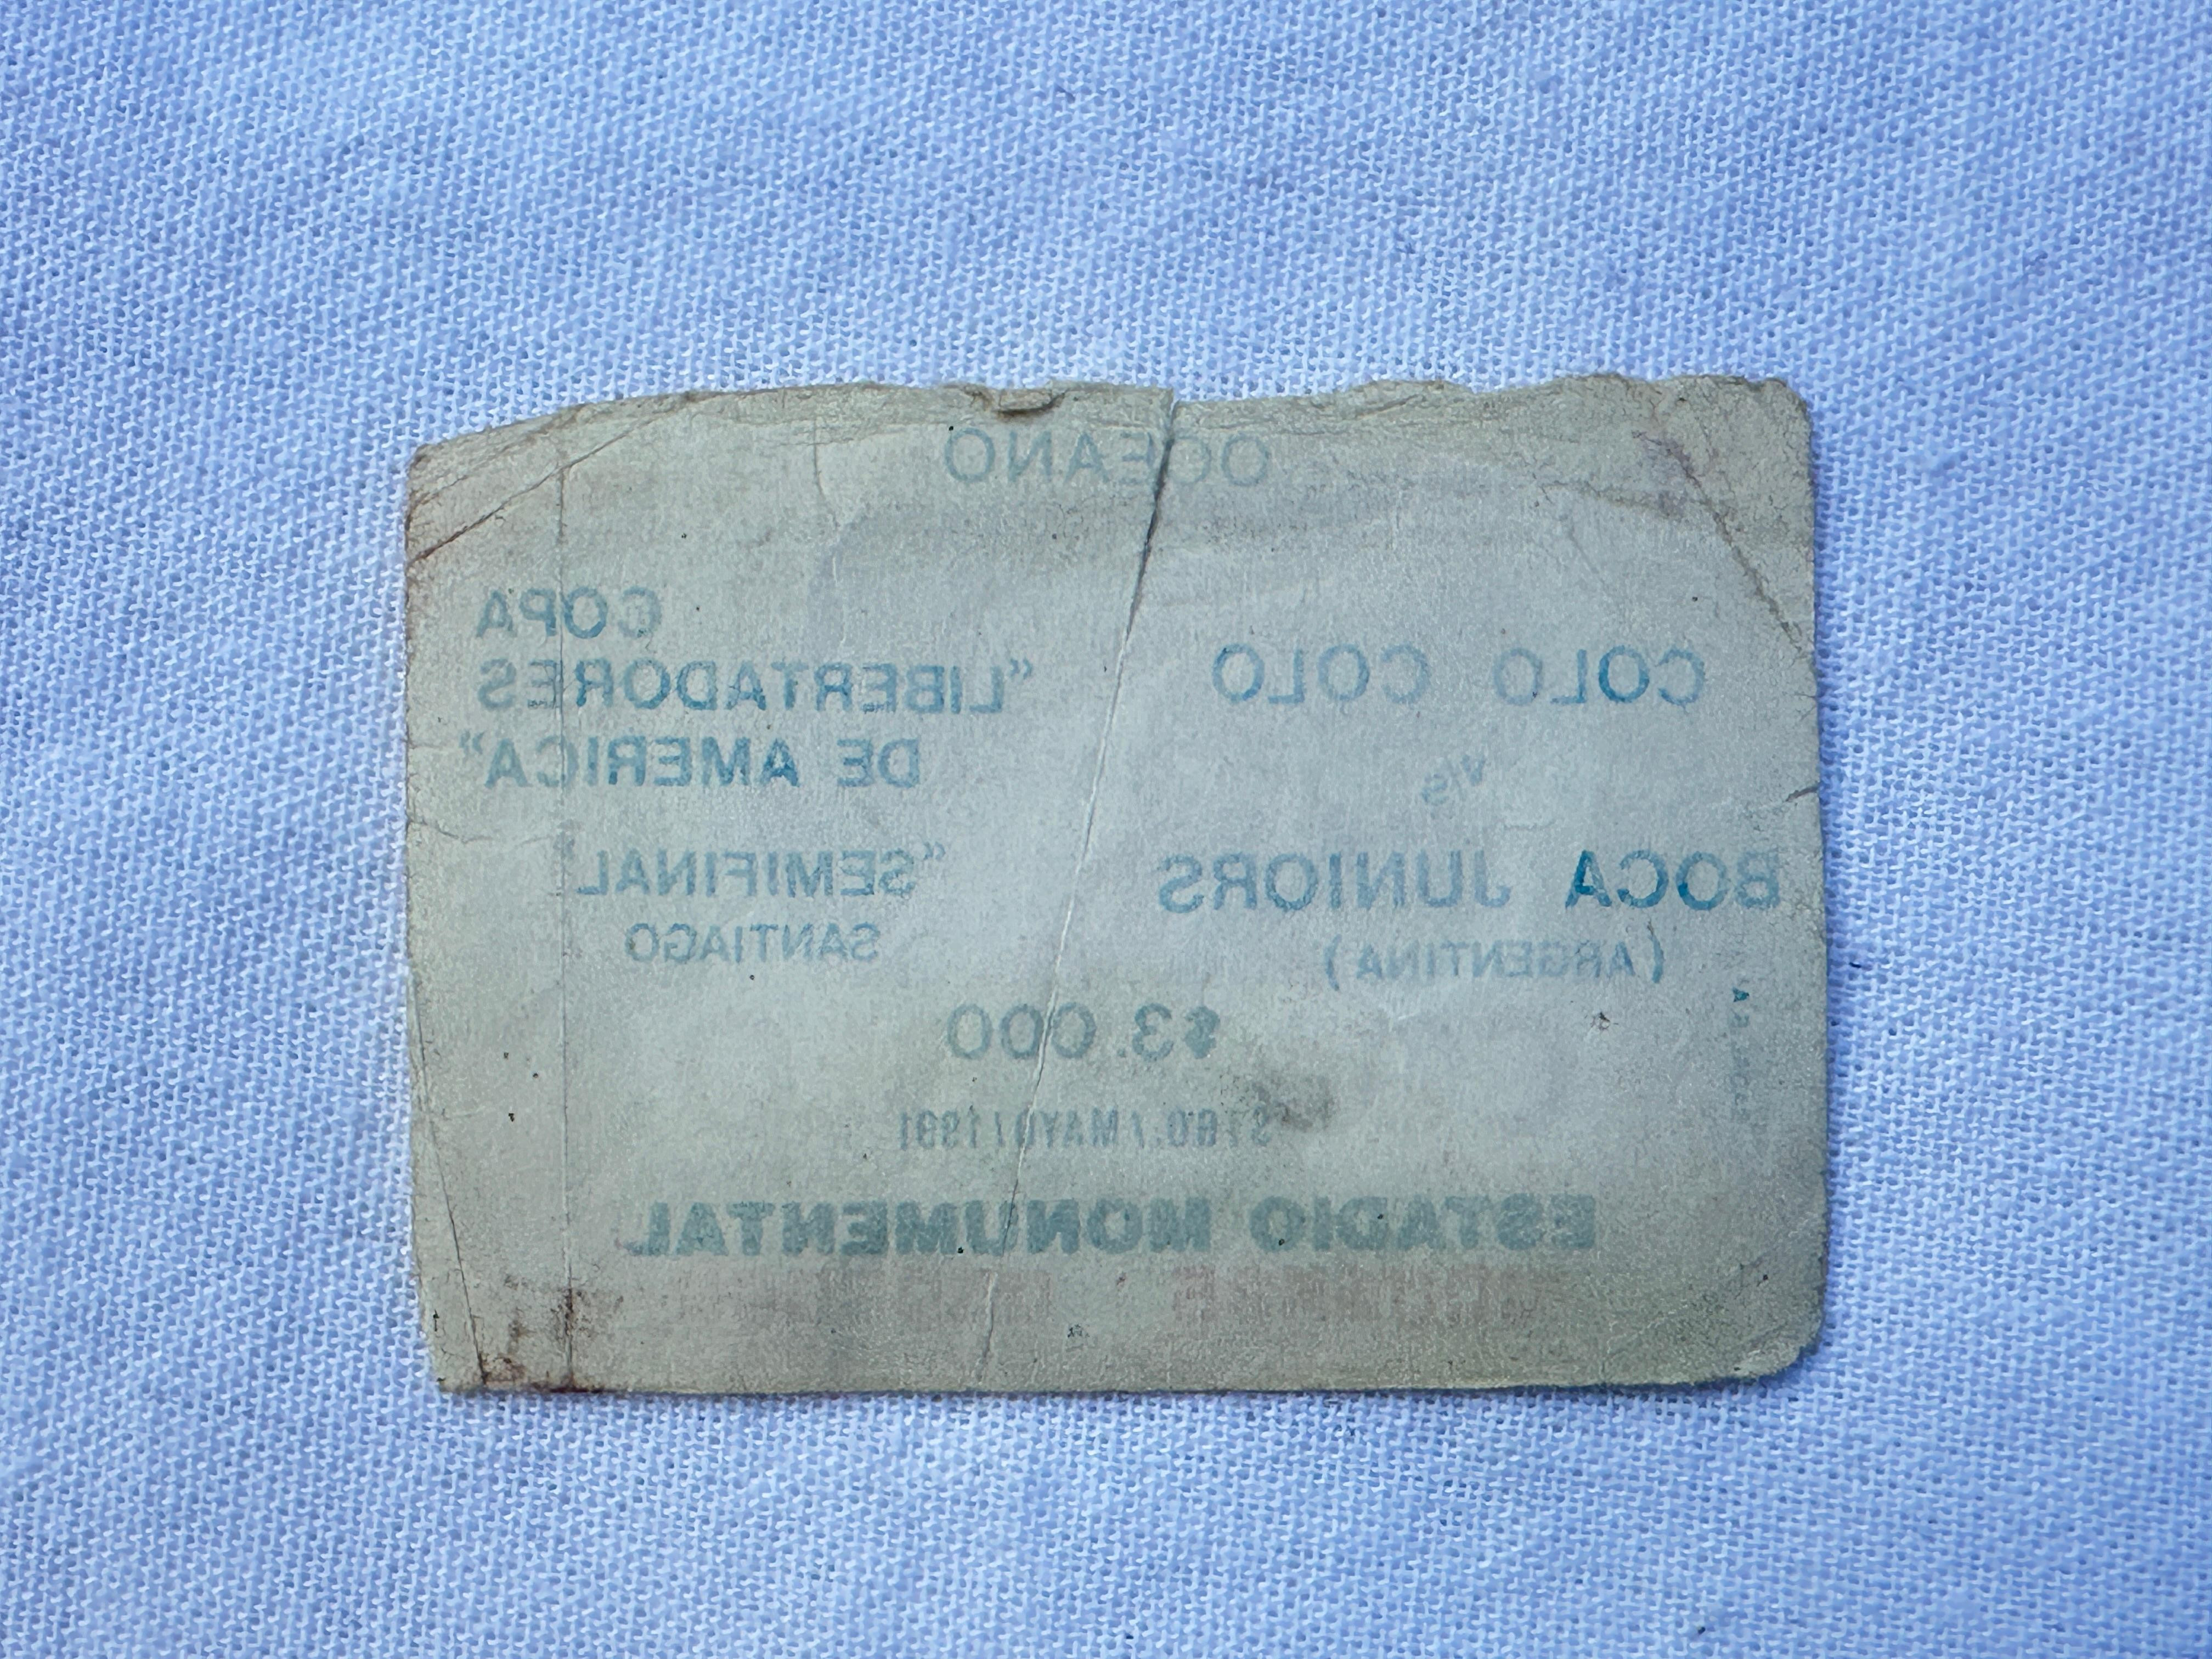 OCEANO
COLO COLO
V/S
BOCA JUNIORS
(ARGENTINA)
COPA
"LIBERTADORES
DE AMERICA"
"SEMIFINAL"
SANTIAGO
$3.000
STGO./MAYO/1991
ESTADIO MONUMENTAL